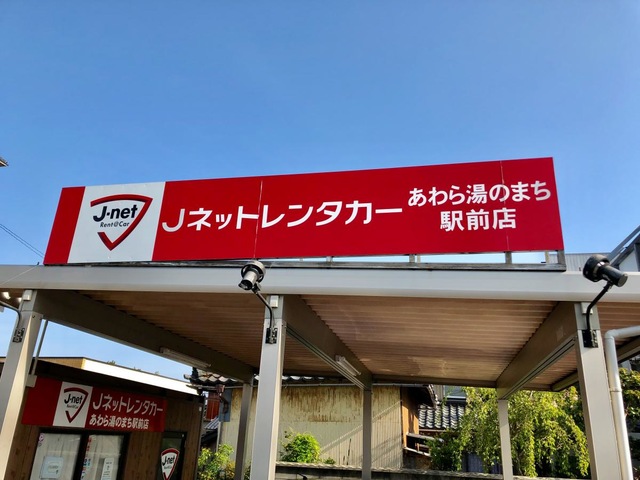 J-net
Rent@Car
Jネットレンタカー
あわら湯のまち
駅前店
J-net
Jネットレンタカー
あわら湯のまち駅前店